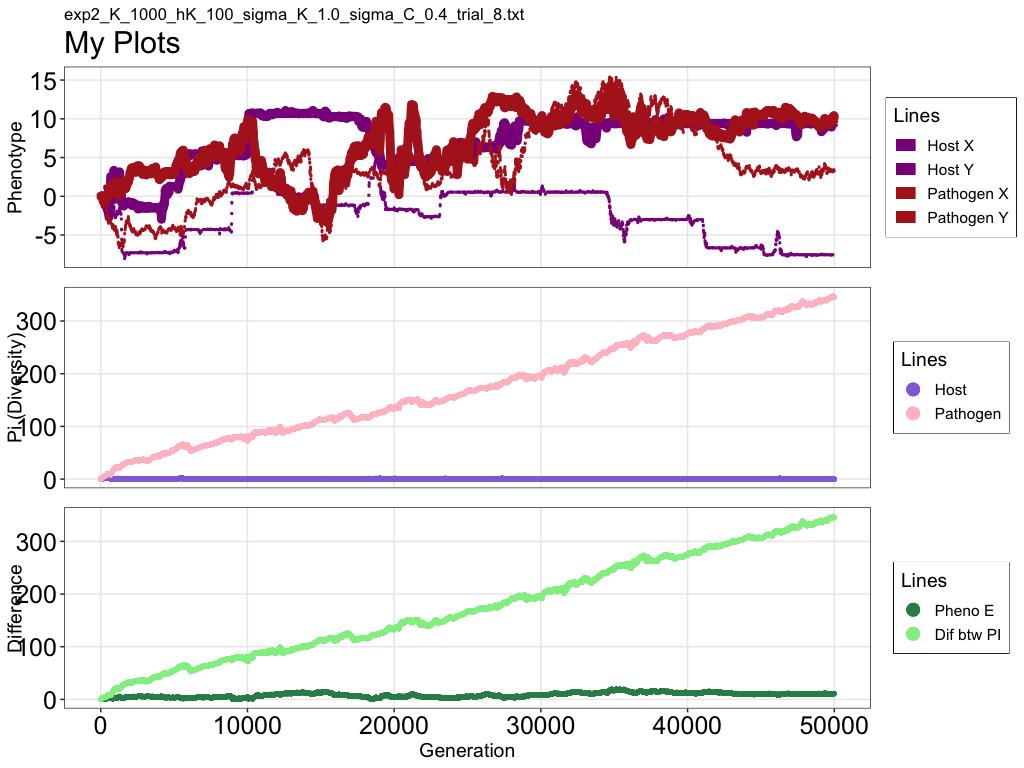 exp2_K_1000_hK_100_sigma_K_1.0_sigma_C_0.4_trial_8.txt
My Plots
Phenotype
15
10
5
0
-5
Lines
Host X
Host Y
Pathogen X
Pathogen Y
Pi (Diversity)
300
200
100
0
Lines
Host
Pathogen
Difference
300
200
100
0
Lines
Pheno E
Dif btw PI
0 10000 20000 30000 40000 50000
Generation